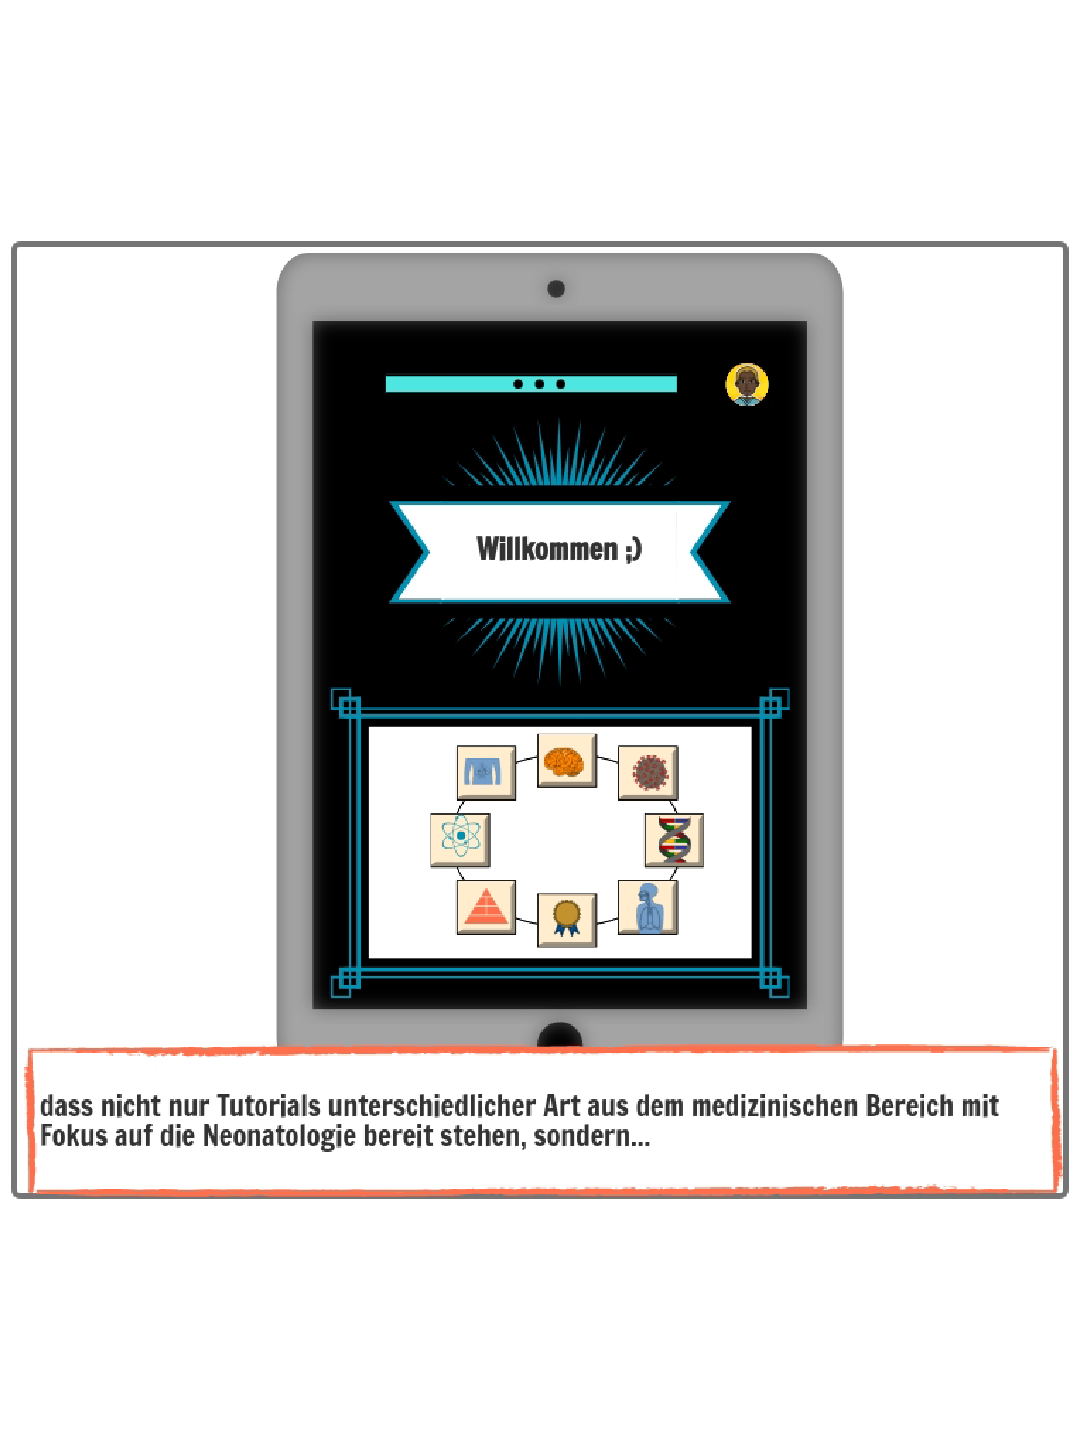 Willkommen ;)
dass nicht nur Tutorials unterschiedlicher Art aus dem medizinischen Bereich mit
Fokus auf die Neonatologie bereit stehen, sondern...